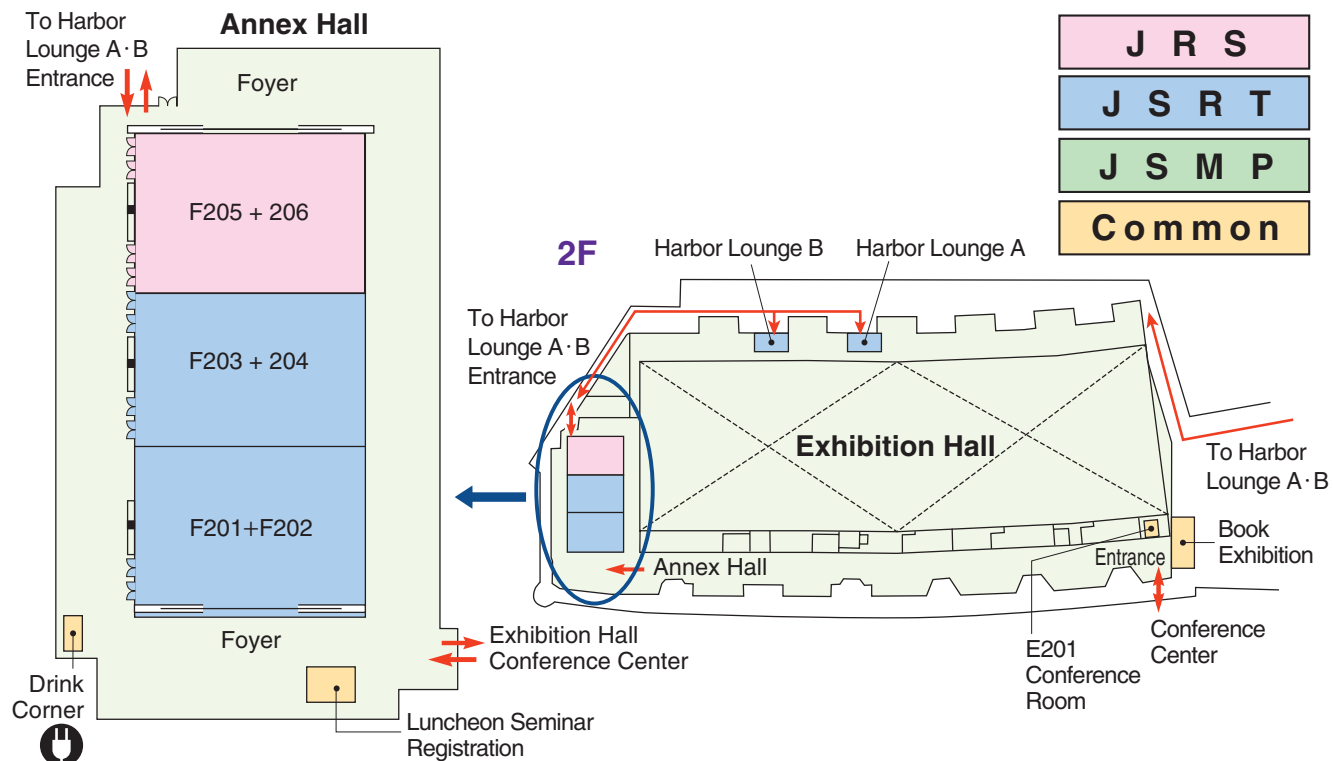 To Harbor
Lounge A·B
Entrance
Annex Hall
Foyer
F205 + 206
F203 + 204
F201+F202
Foyer
Drink
Corner
Luncheon Seminar
Registration
Exhibition Hall
Conference Center
J R S
J S R T
J S M P
Common
2F
Harbor Lounge B
Harbor Lounge A
To Harbor
Lounge A·B
Entrance
Exhibition Hall
To Harbor
Lounge A·B
Annex Hall
Entrance
Book
Exhibition
E201
Conference
Room
Conference
Center